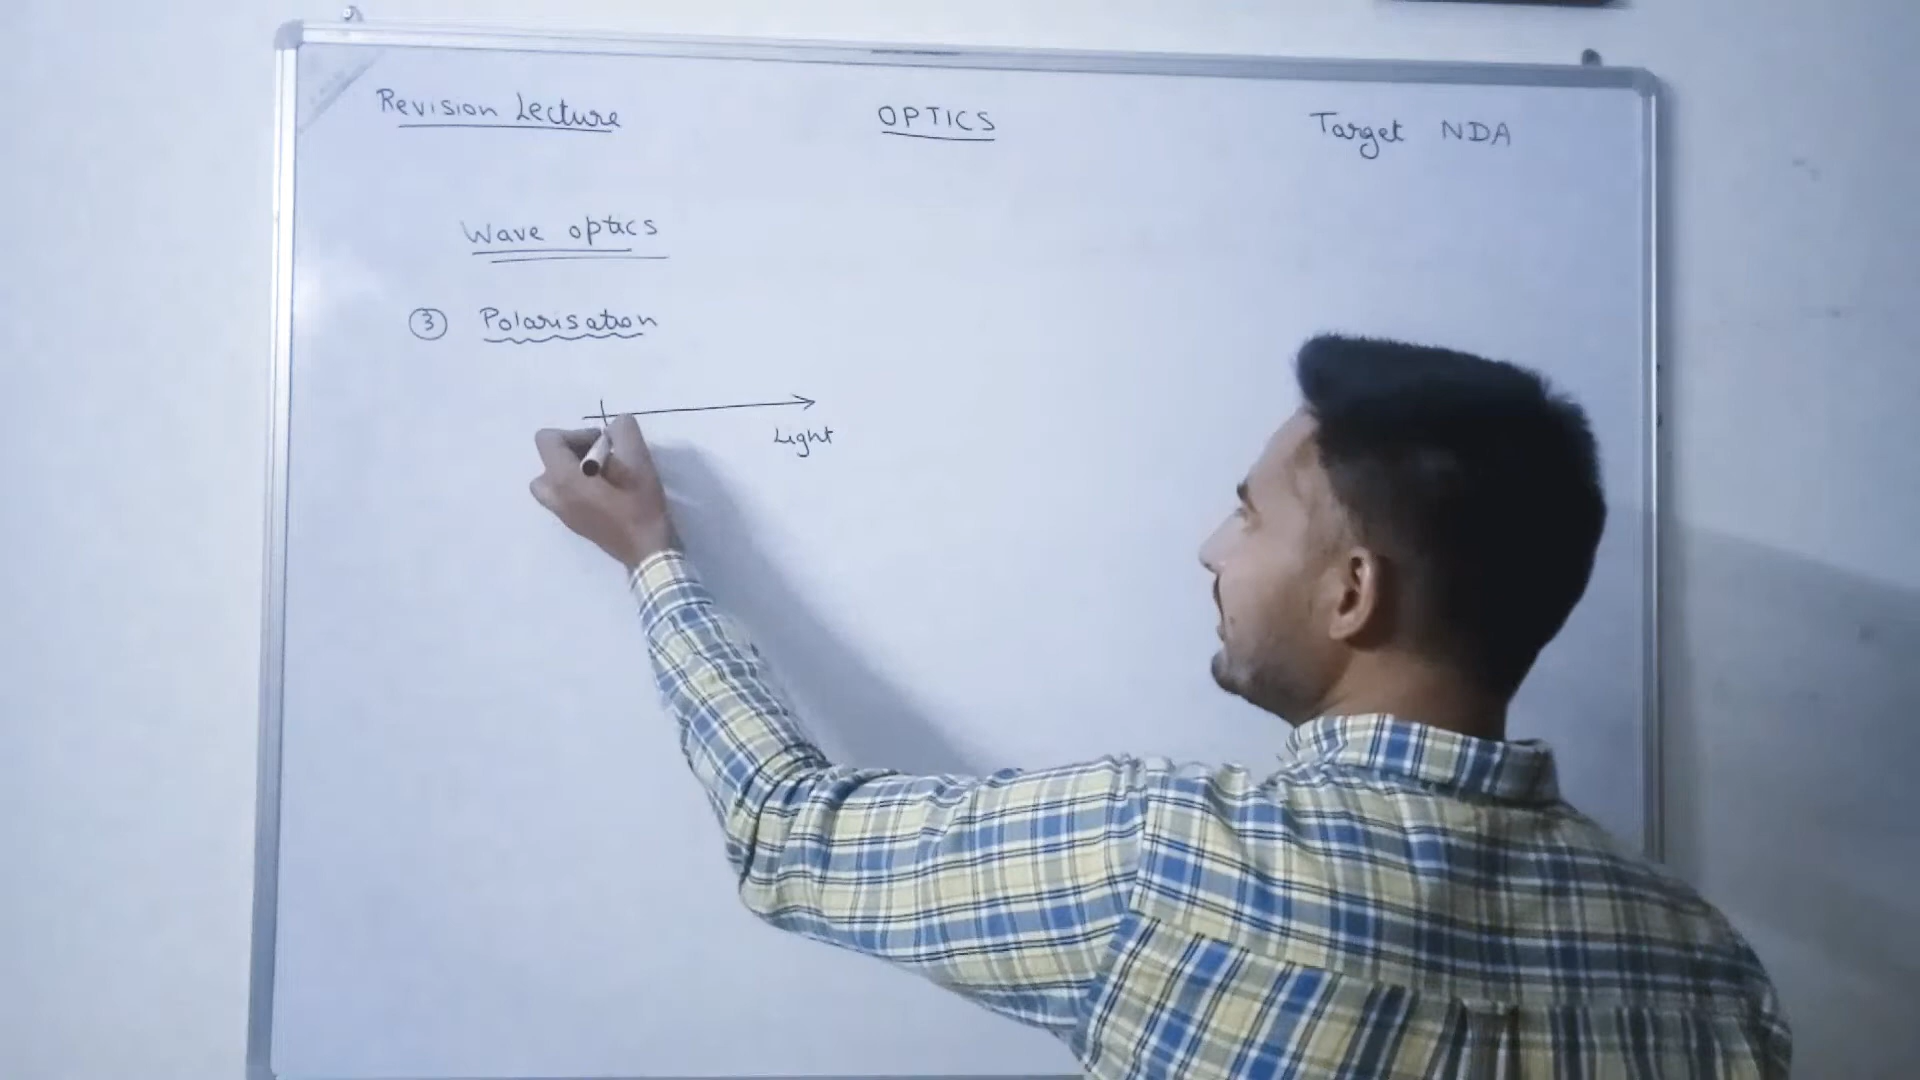 Revision Lecture
OPTICS
Target NDA
Wave optics
3 Polarisation
Light